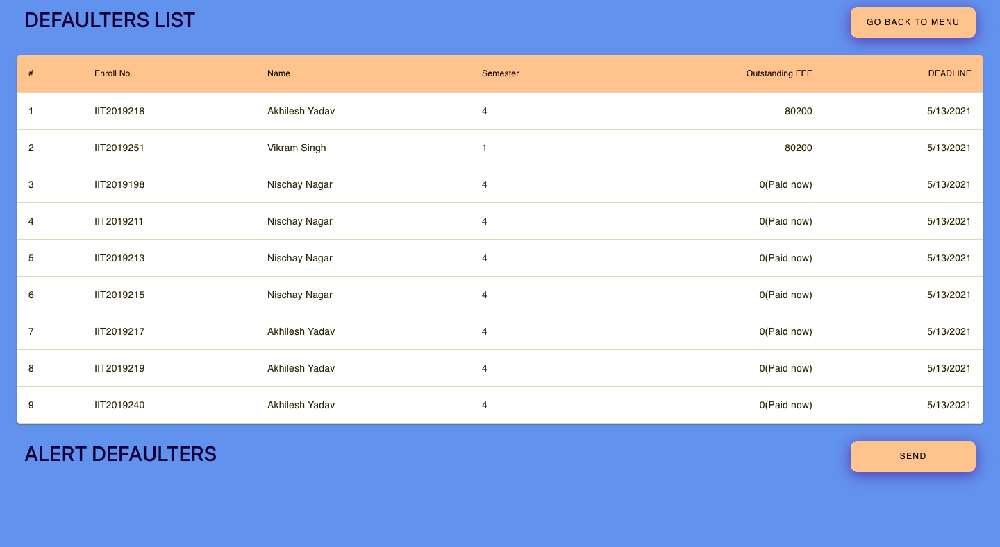 DEFAULTERS LIST
GO BACK TO MENU
# Enroll No. Name Semester Outstanding FEE DEADLINE
1 IIT2019218 Akhilesh Yadav 4 80200 5/13/2021
2 IIT2019251 Vikram Singh 1 80200 5/13/2021
3 IIT2019198 Nischay Nagar 4 0(Paid now) 5/13/2021
4 IIT2019211 Nischay Nagar 4 0(Paid now) 5/13/2021
5 IIT2019213 Nischay Nagar 4 0(Paid now) 5/13/2021
6 IIT2019215 Nischay Nagar 4 0(Paid now) 5/13/2021
7 IIT2019217 Akhilesh Yadav 4 0(Paid now) 5/13/2021
8 IIT2019219 Akhilesh Yadav 4 0(Paid now) 5/13/2021
9 IIT2019240 Akhilesh Yadav 4 0(Paid now) 5/13/2021
ALERT DEFAULTERS
SEND